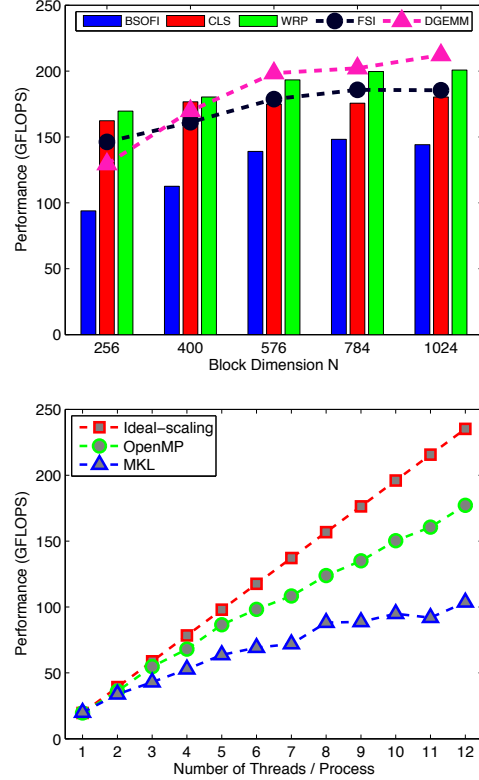 BSOFI CLS WRP FSI DGEMM
250
200
150
100
50
0
Performance (GFLOPS)
256 400 576 784 1024
Block Dimension N
250
200
150
100
50
0
Performance (GFLOPS)
Ideal-scaling
OpenMP
MKL
1 2 3 4 5 6 7 8 9 10 11 12
Number of Threads / Process